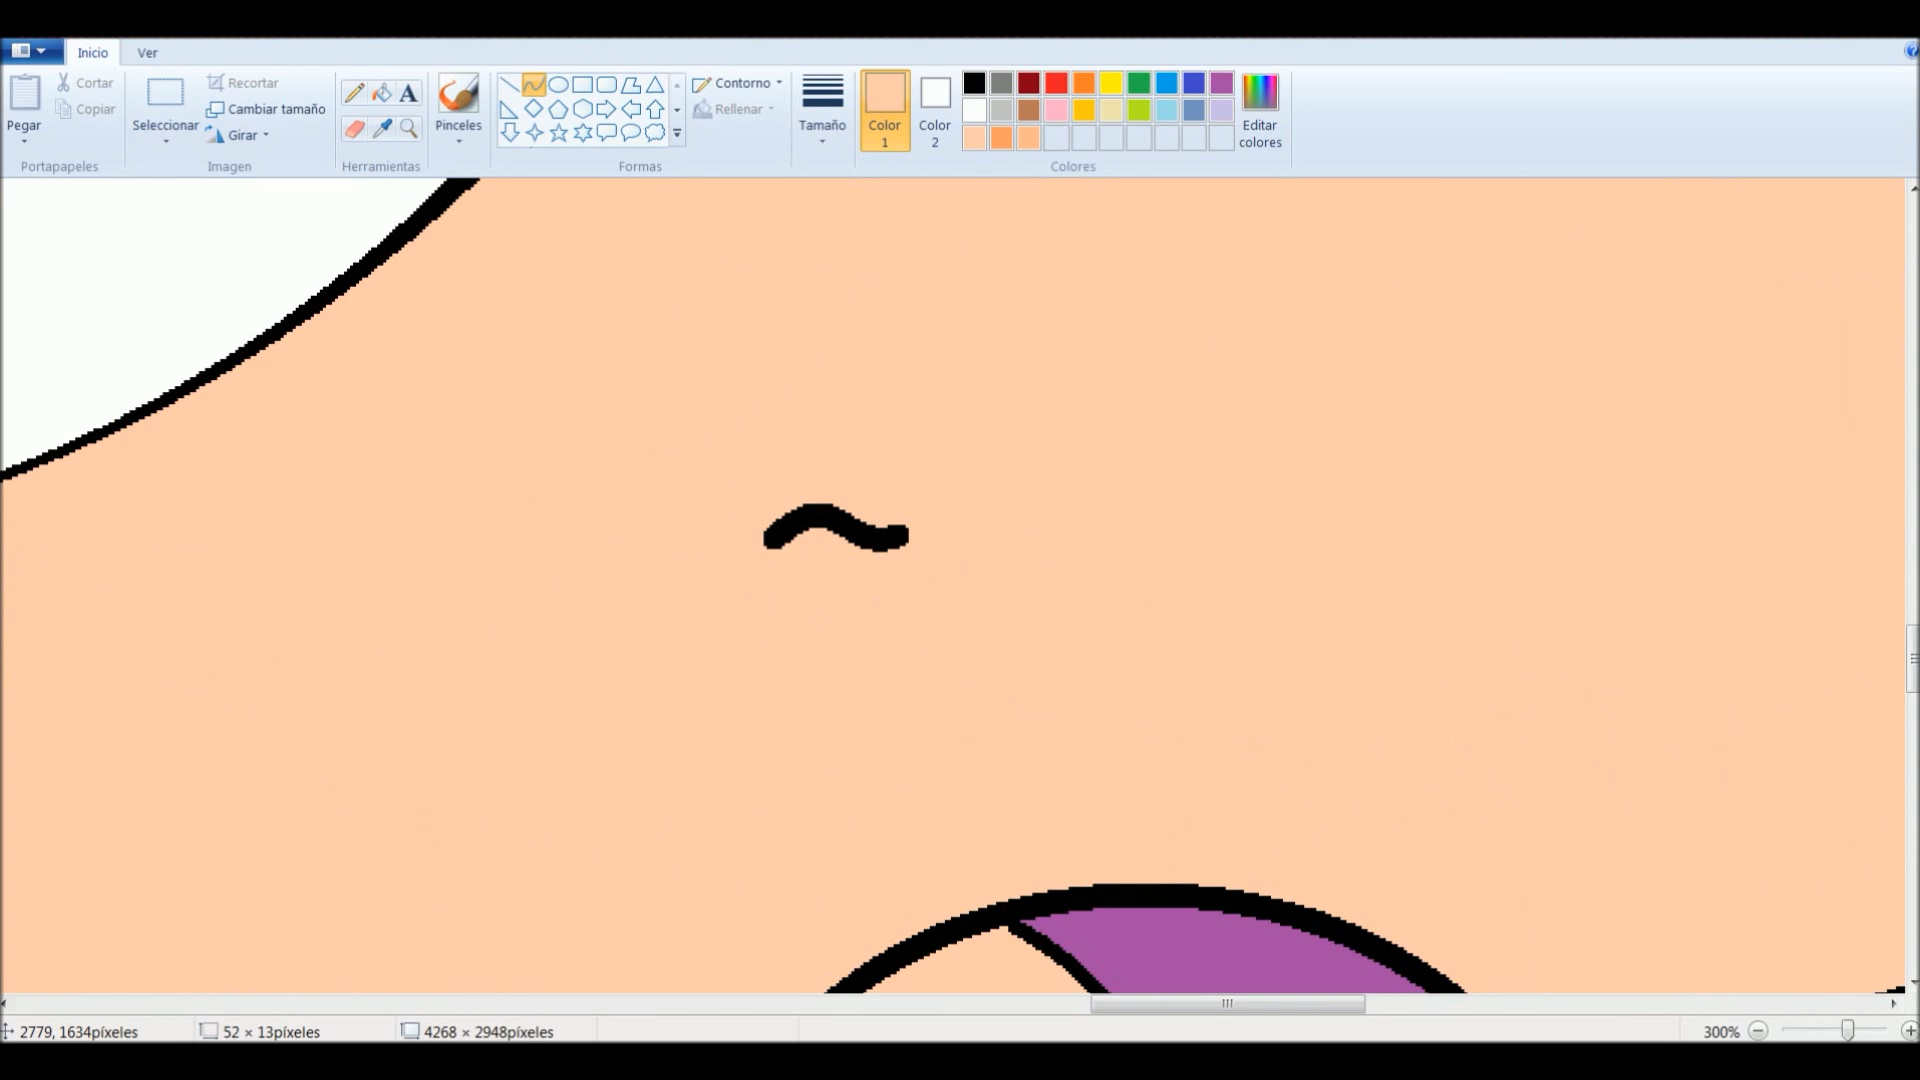 Inicio Ver
Pegar
Cortar
Copiar
Portapapeles
Seleccionar
Recortar
Cambiar tamaño
Girar
Imagen
A
Herramientas
Pinceles
Formas
Contorno
Rellenar
Tamaño
Color 1
Color 2
Editar colores
Colores
2779, 1634píxeles 52 × 13píxeles 4268 × 2948píxeles 300%